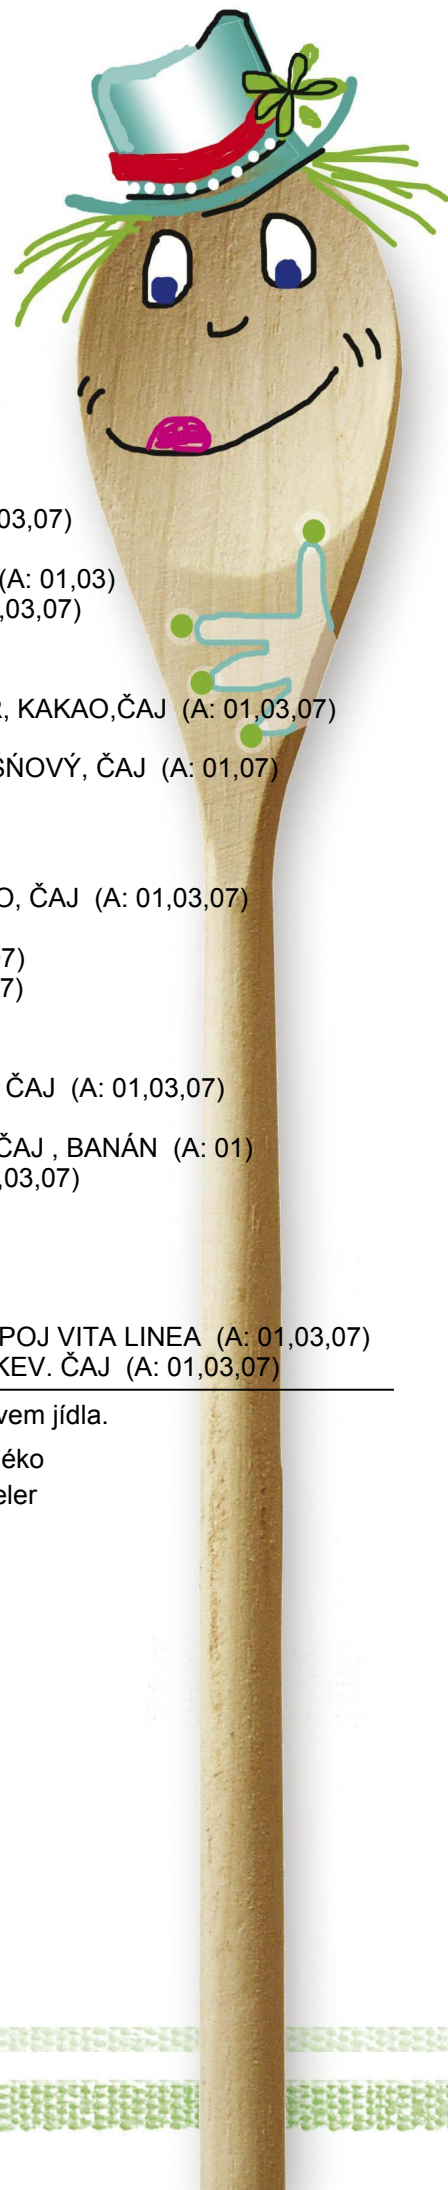 03,07)
(A: 01,03)
,03,07)
, KAKAO,ČAJ (A: 01,03,07)
ŠŇOVÝ, ČAJ (A: 01,07)
O, ČAJ (A: 01,03,07)
7)
7)
ČAJ (A: 01,03,07)
ČAJ , BANÁN (A: 01)
,03,07)
POJ VITA LINEA (A: 01,03,07)
KEV. ČAJ (A: 01,03,07)
vem jídla.
éko
eler